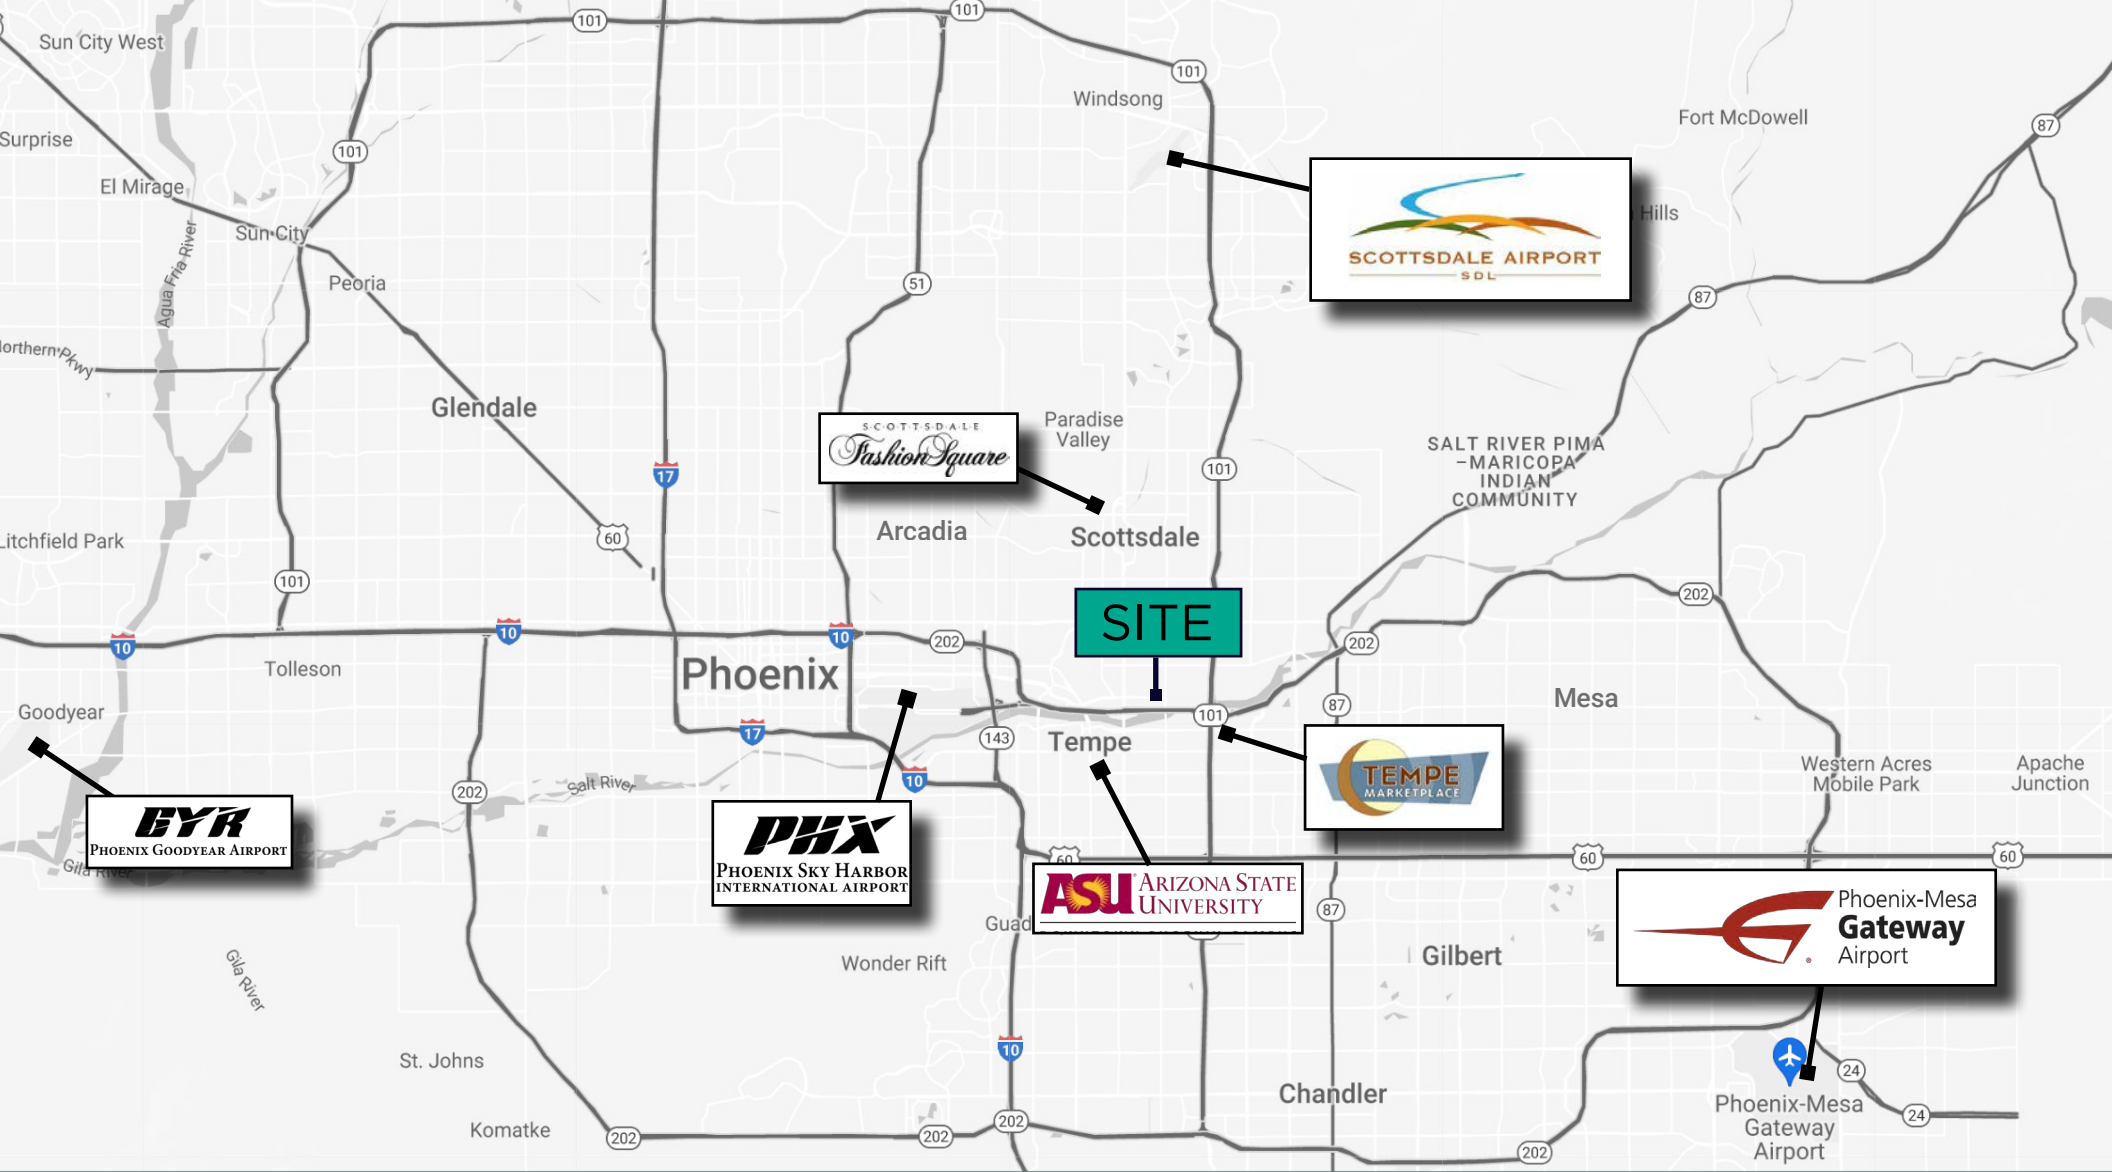 101
101
Sun City West
101
Windsong
Fort McDowell
87
Surprise
101
El Mirage
Hills
Sun City
SCOTTSDALE AIRPORT
SDL
Agua Fria River
Peoria
51
87
orthern Pkwy
Glendale
SCOTTSDALE
Fashion Square
Paradise
Valley
SALT RIVER PIMA
–MARICOPA
INDIAN
COMMUNITY
101
17
Arcadia
Scottsdale
60
Litchfield Park
101
202
SITE
10
10
10
202
202
Tolleson
Phoenix
Mesa
Goodyear
101
87
17
143
Tempe
TEMPE
MARKETPLACE
Western Acres
Mobile Park
Apache
Junction
10
Salt River
202
GYR
PHOENIX GOODYEAR AIRPORT
Gila River
PHX
PHOENIX SKY HARBOR
INTERNATIONAL AIRPORT
60
60
60
ASU ARIZONA STATE
UNIVERSITY
87
Guad
Phoenix-Mesa
Gateway
Airport
Gilbert
Wonder Rift
Gila River
St. Johns
10
24
Chandler
Phoenix-Mesa
Gateway
Airport
24
Komatke
202
202
202
202